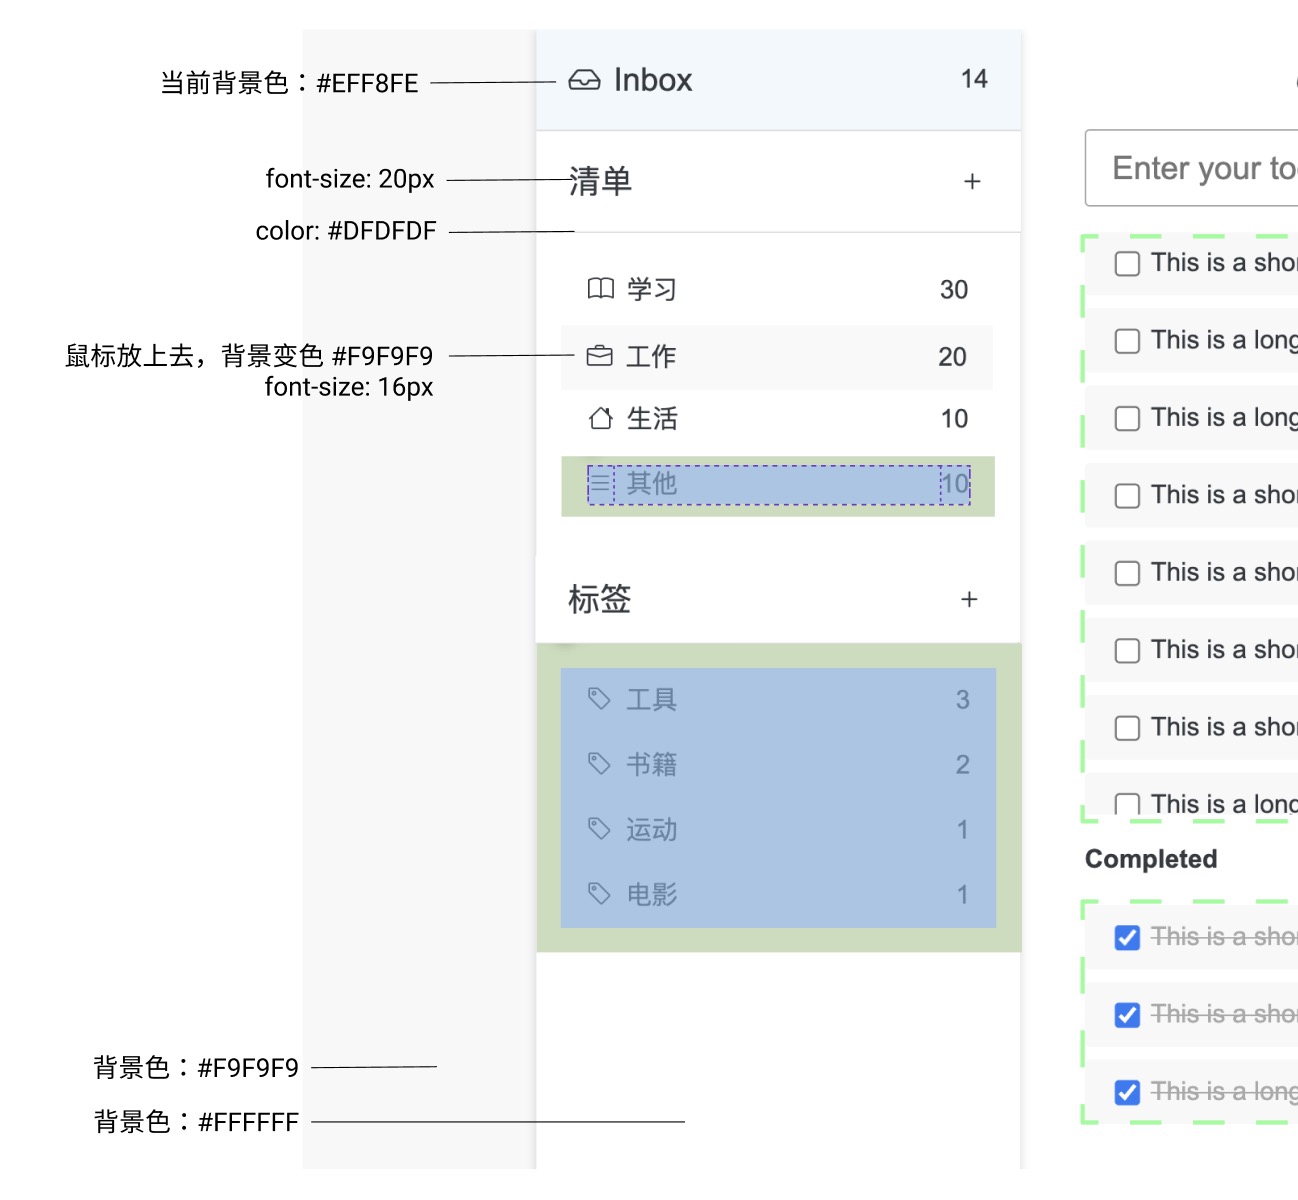 当前背景色：#EFF8FE
Inbox 14
font-size: 20px
清单 +
color: #DFDFDF
学习 30
鼠标放上去，背景变色 #F9F9F9
font-size: 16px
工作 20
生活 10
其他 10
标签 +
工具 3
书籍 2
运动 1
电影 1
背景色：#F9F9F9
背景色：#FFFFFF
Enter your to
This is a sho
This is a long
This is a long
This is a sho
This is a sho
This is a sho
This is a sho
This is a long
Completed
This is a sho
This is a sho
This is a long